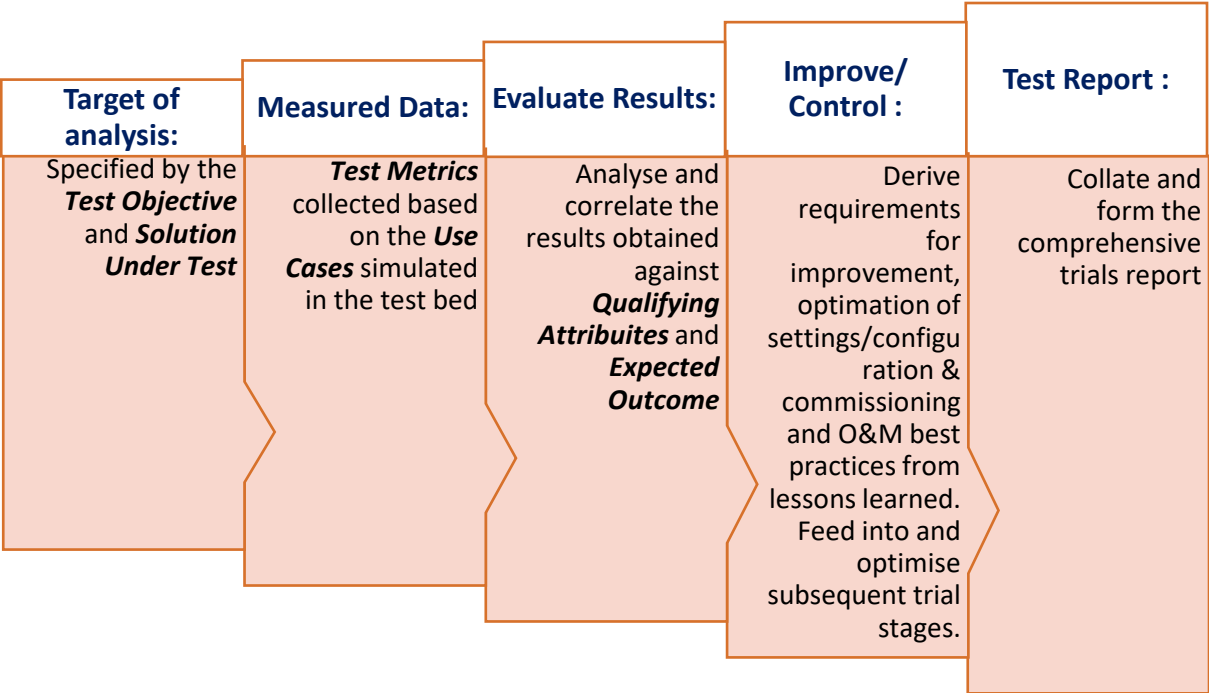 Target of
analysis:
Specified by the
Test Objective
and Solution
Under Test
Measured Data:
Test Metrics
collected based
on the Use
Cases simulated
in the test bed
Evaluate Results:
Analyse and
correlate the
results obtained
against
Qualifying
Attribuites and
Expected
Outcome
Improve/
Control :
Derive
requirements
for
improvement,
optimation of
settings/configu
ration &
commissioning
and O&M best
practices from
lessons learned.
Feed into and
optimise
subsequent trial
stages.
Test Report :
Collate and
form the
comprehensive
trials report